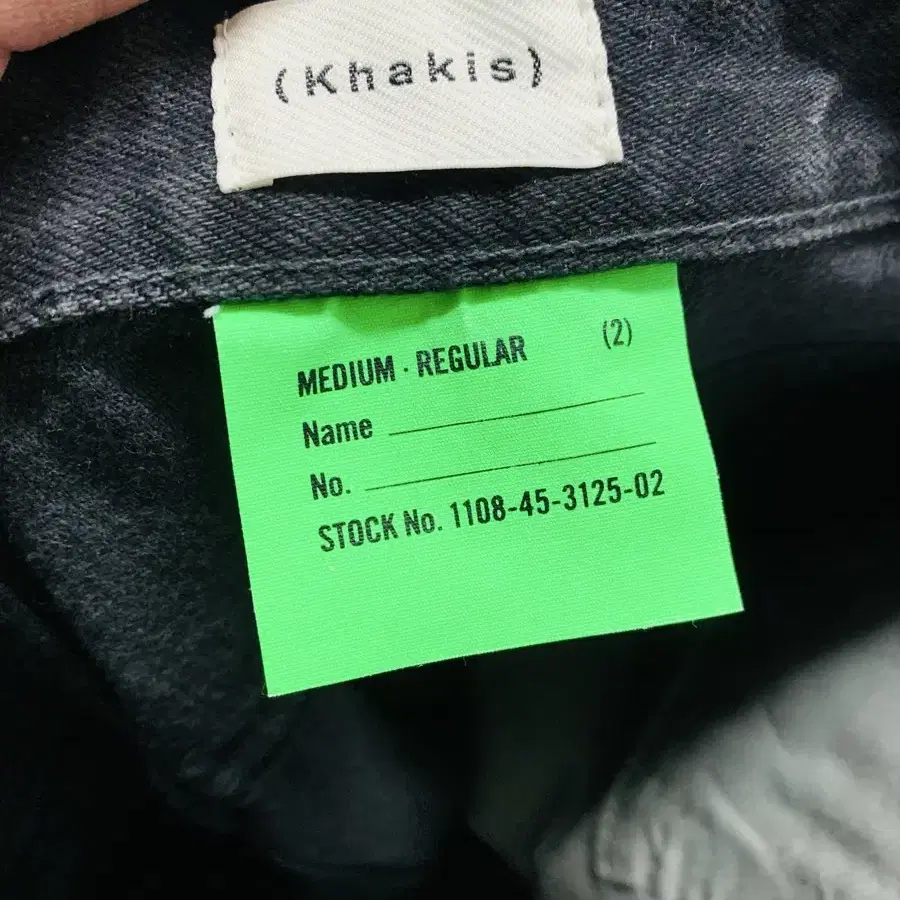 (Khakis)
MEDIUM · REGULAR (2)
Name
No.
STOCK No. 1108-45-3125-02